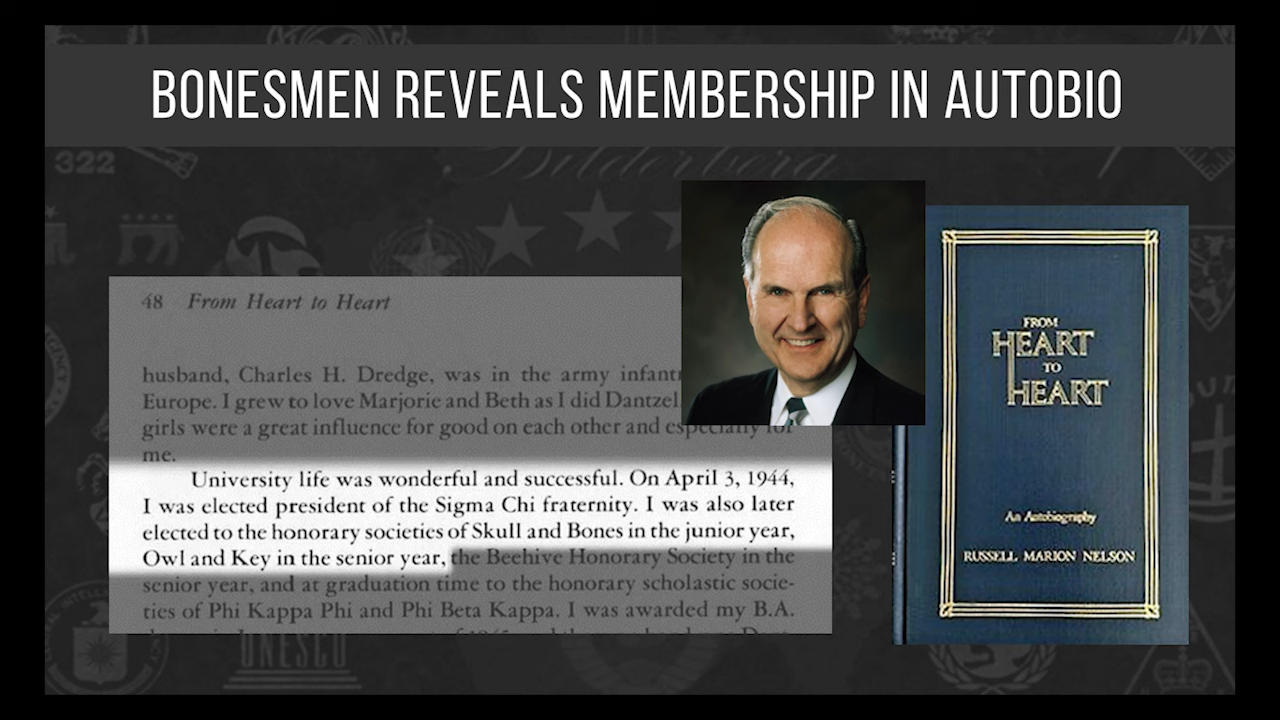 BONESMEN REVEALS MEMBERSHIP IN AUTOBIO
322
Bilderberg
48 From Heart to Heart
husband, Charles H. Dredge, was in the army
Europe. I grew to love Marjorie and Beth as I did Dantzel.
girls were a great influence for good on each other and especially for
me.
University life was wonderful and successful. On April 3, 1944,
I was elected president of the Sigma Chi fraternity. I was also later
elected to the honorary societies of Skull and Bones in the junior year,
Owl and Key in the senior year, the Beehive Honorary Society in the
senior year, and at graduation time to the honorary scholastic socie-
ties of Phi Kappa Phi and Phi Beta Kappa. I was awarded my B.A.
FROM
HEART
TO
HEART
An Autobiography
RUSSELL MARION NELSON
UNESCO